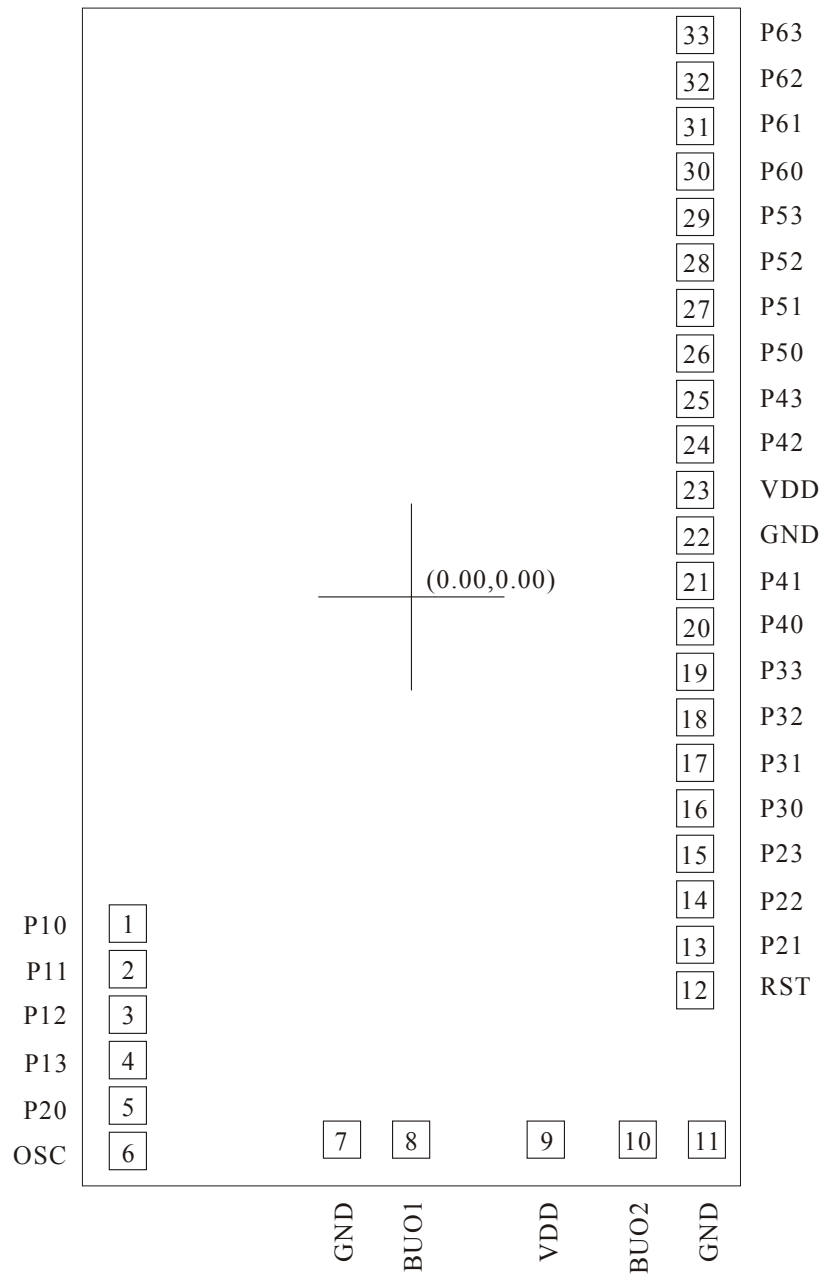 33 P63
32 P62
31 P61
30 P60
29 P53
28 P52
27 P51
26 P50
25 P43
24 P42
23 VDD
22 GND
(0.00,0.00)
21 P41
20 P40
19 P33
18 P32
17 P31
16 P30
15 P23
14 P22
P10 1
13 P21
P11 2
12 RST
P12 3
P13 4
P20 5
OSC 6
7 8 9 10 11
GND BUO1 VDD BUO2 GND